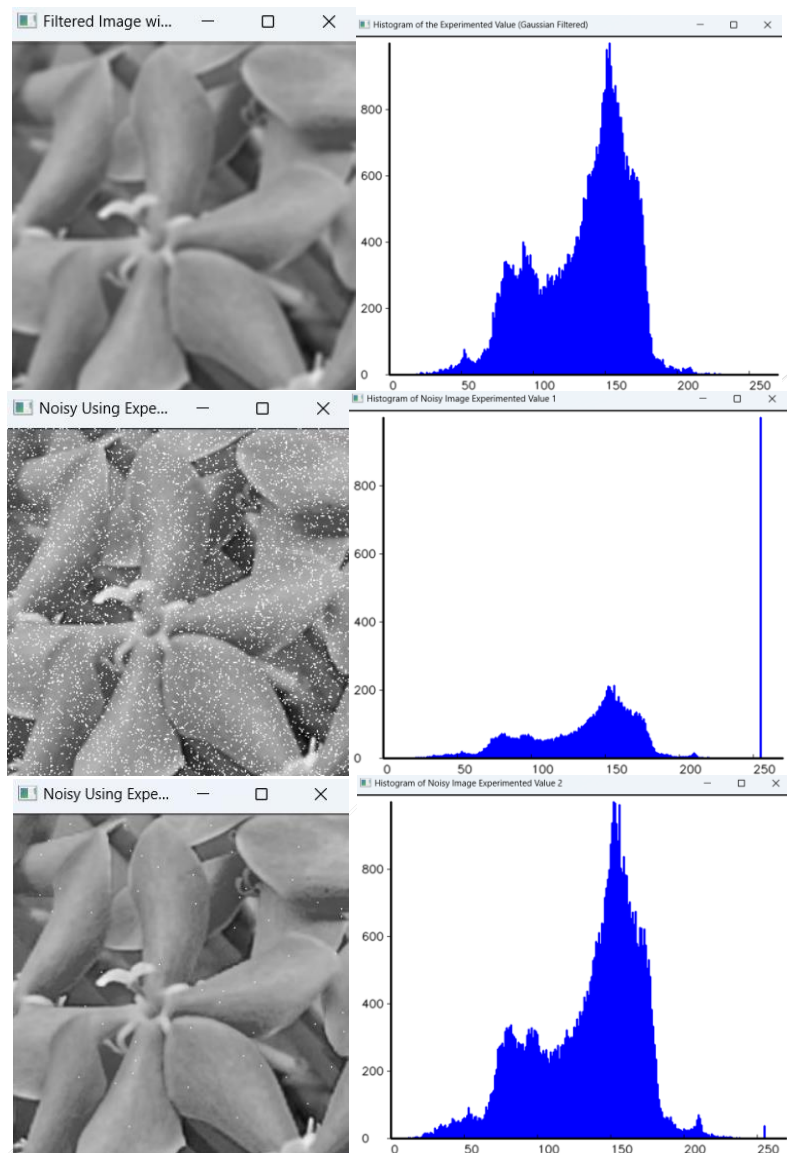 Filtered Image wi...
Histogram of the Experimented Value (Gaussian Filtered)
800
600
400
200
0
0 50 100 150 200 250
Noisy Using Expe...
Histogram of Noisy Image Experimented Value 1
800
600
400
200
0
0 50 100 150 200 250
Noisy Using Expe...
Histogram of Noisy Image Experimented Value 2
800
600
400
200
0
0 50 100 150 200 250